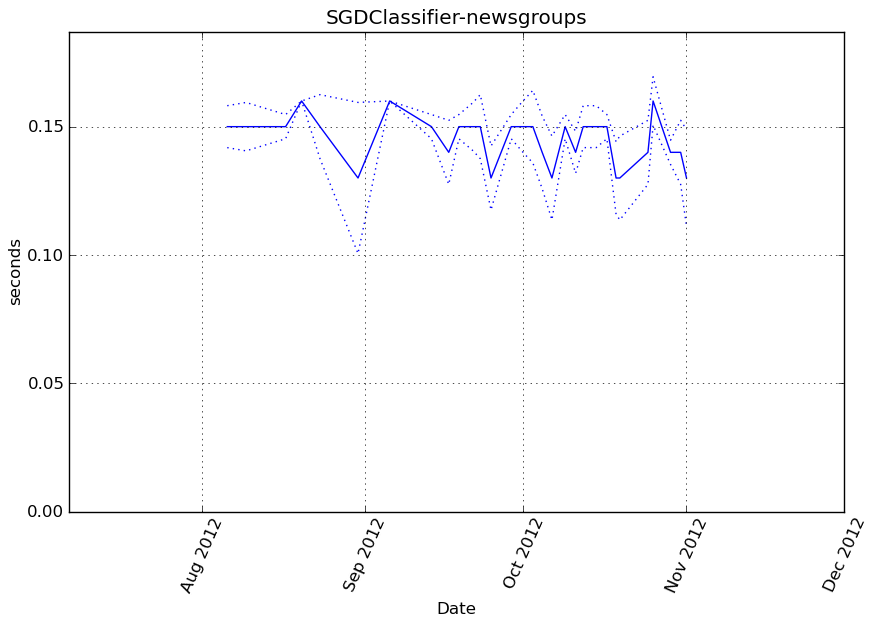 SGDClassifier-newsgroups
0.15
0.10
0.05
0.00
seconds
Aug 2012
Sep 2012
Oct 2012
Nov 2012
Dec 2012
Date